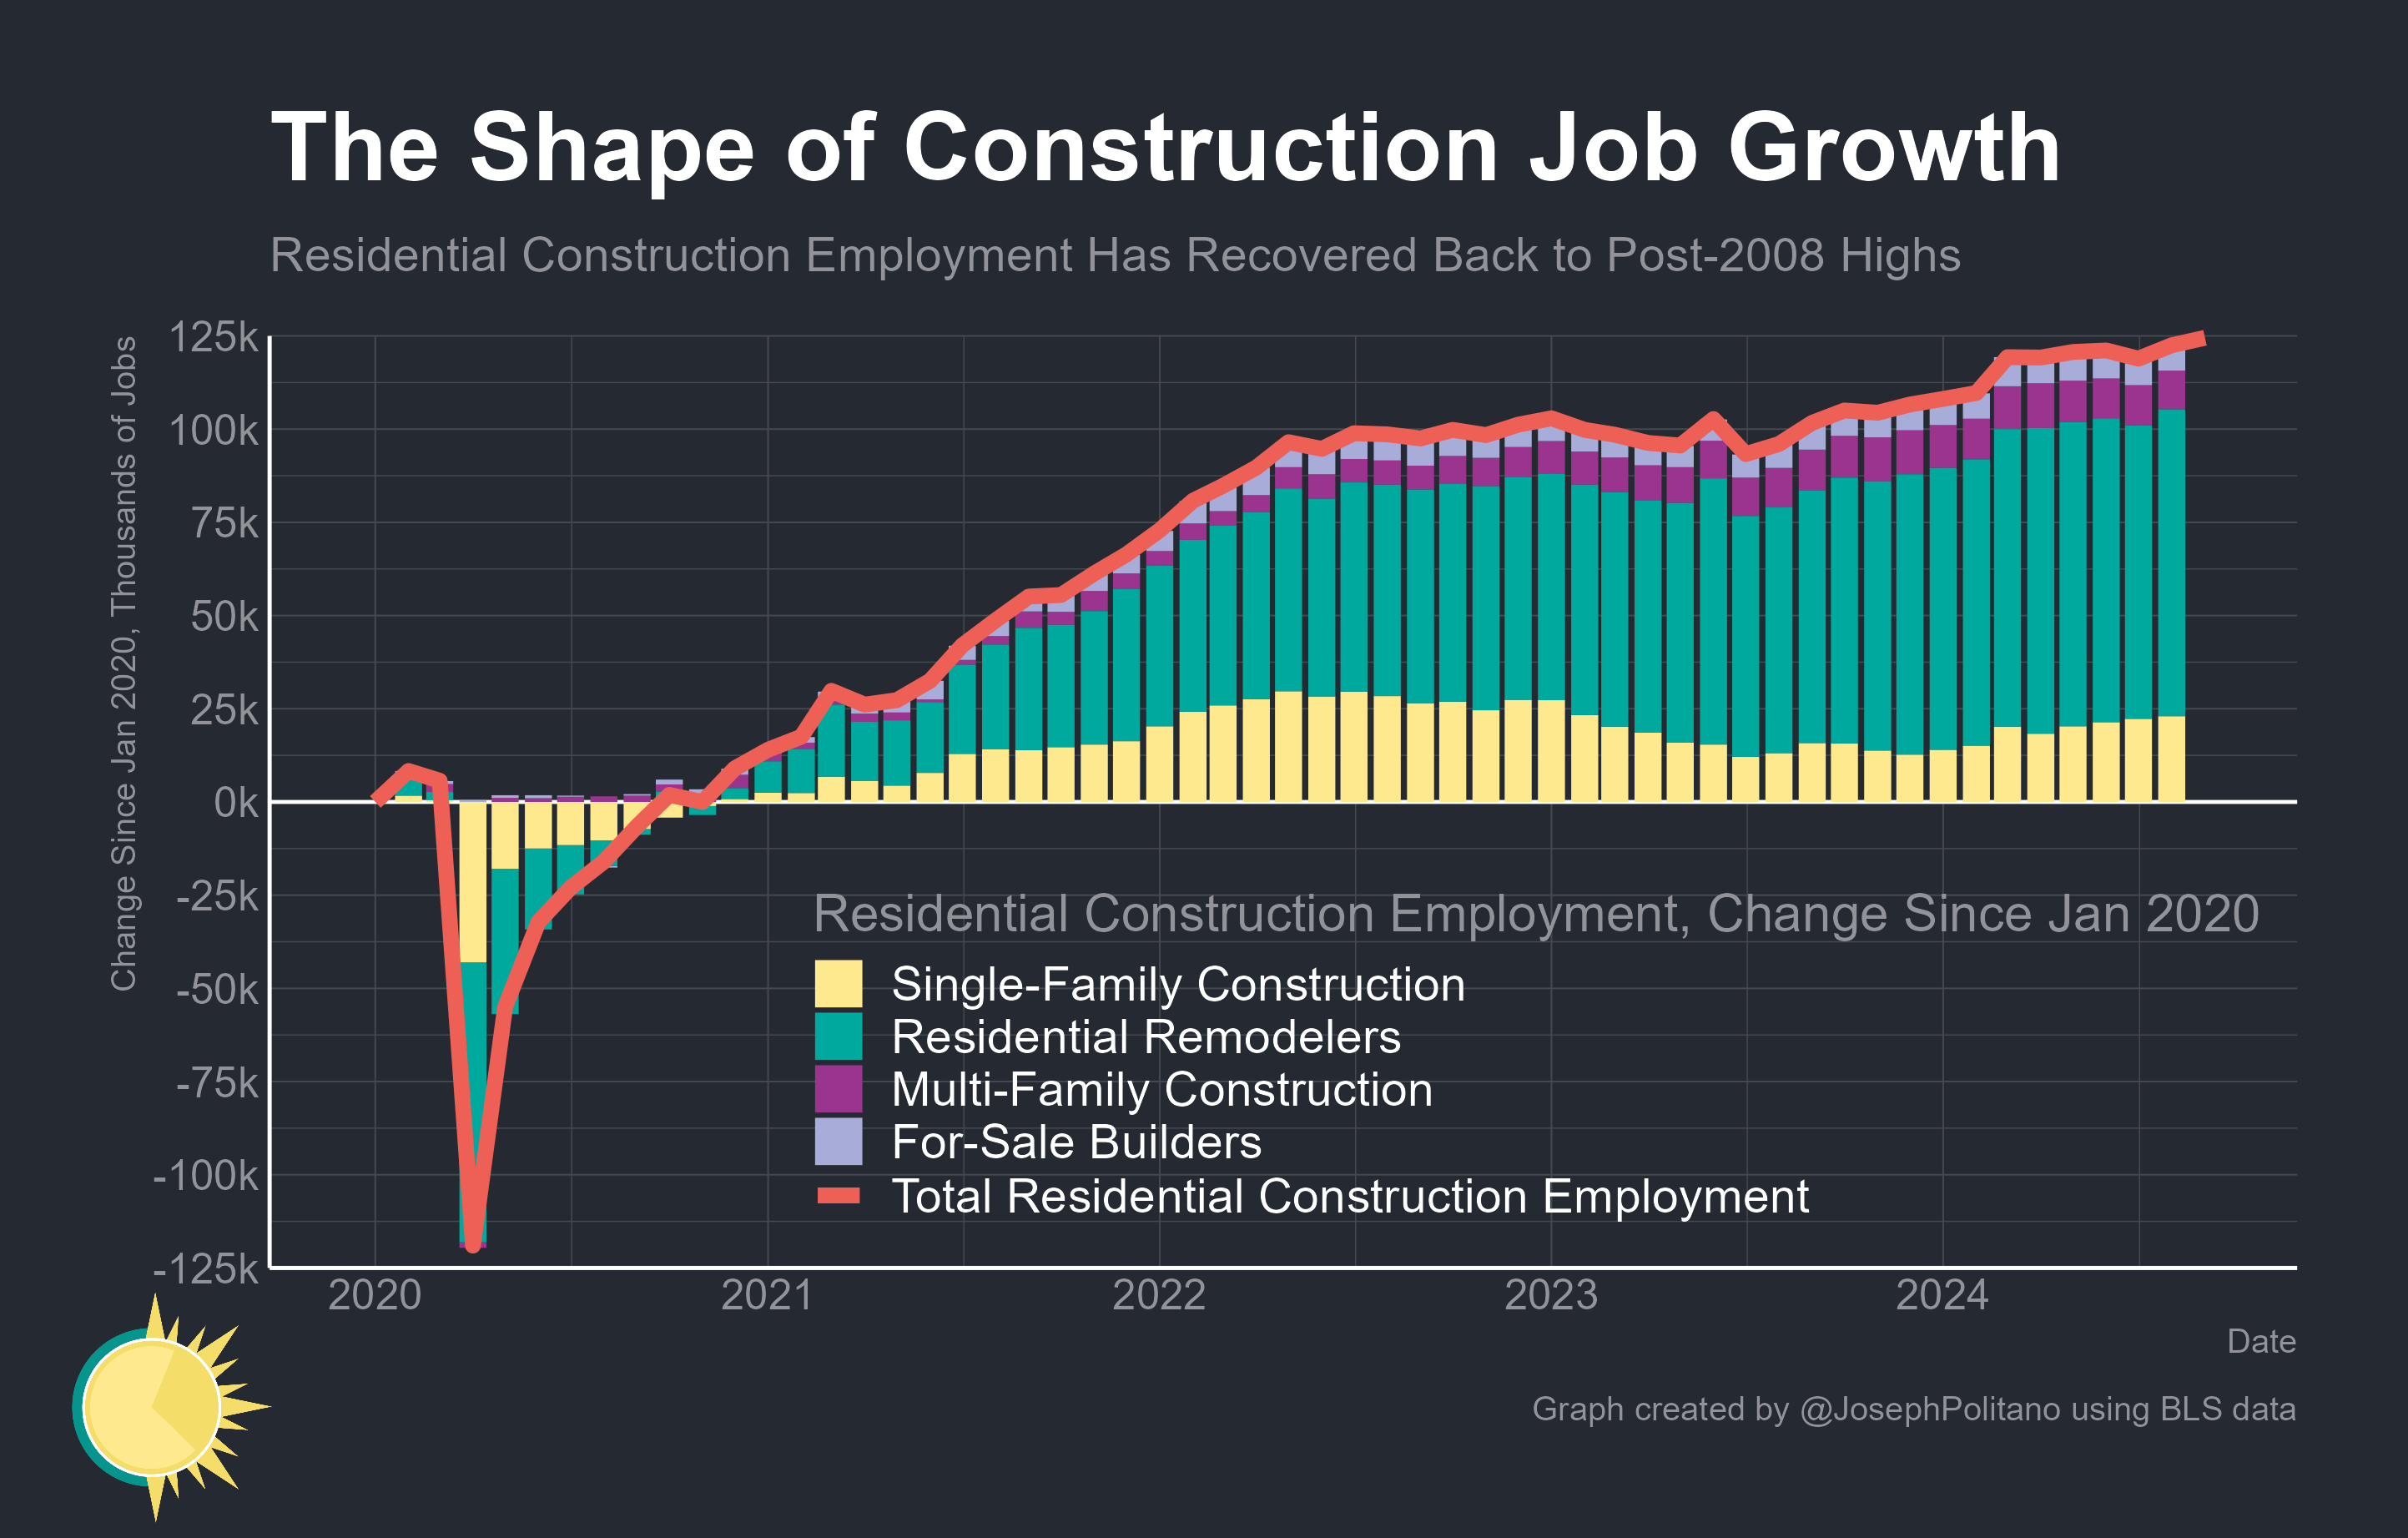 The Shape of Construction Job Growth
Residential Construction Employment Has Recovered Back to Post-2008 Highs
Change Since Jan 2020, Thousands of Jobs
125k
100k
75k
50k
25k
0k
-25k
-50k
-75k
-100k
-125k
Residential Construction Employment, Change Since Jan 2020
Single-Family Construction
Residential Remodelers
Multi-Family Construction
For-Sale Builders
Total Residential Construction Employment
2020 2021 2022 2023 2024
Date
Graph created by @JosephPolitano using BLS data